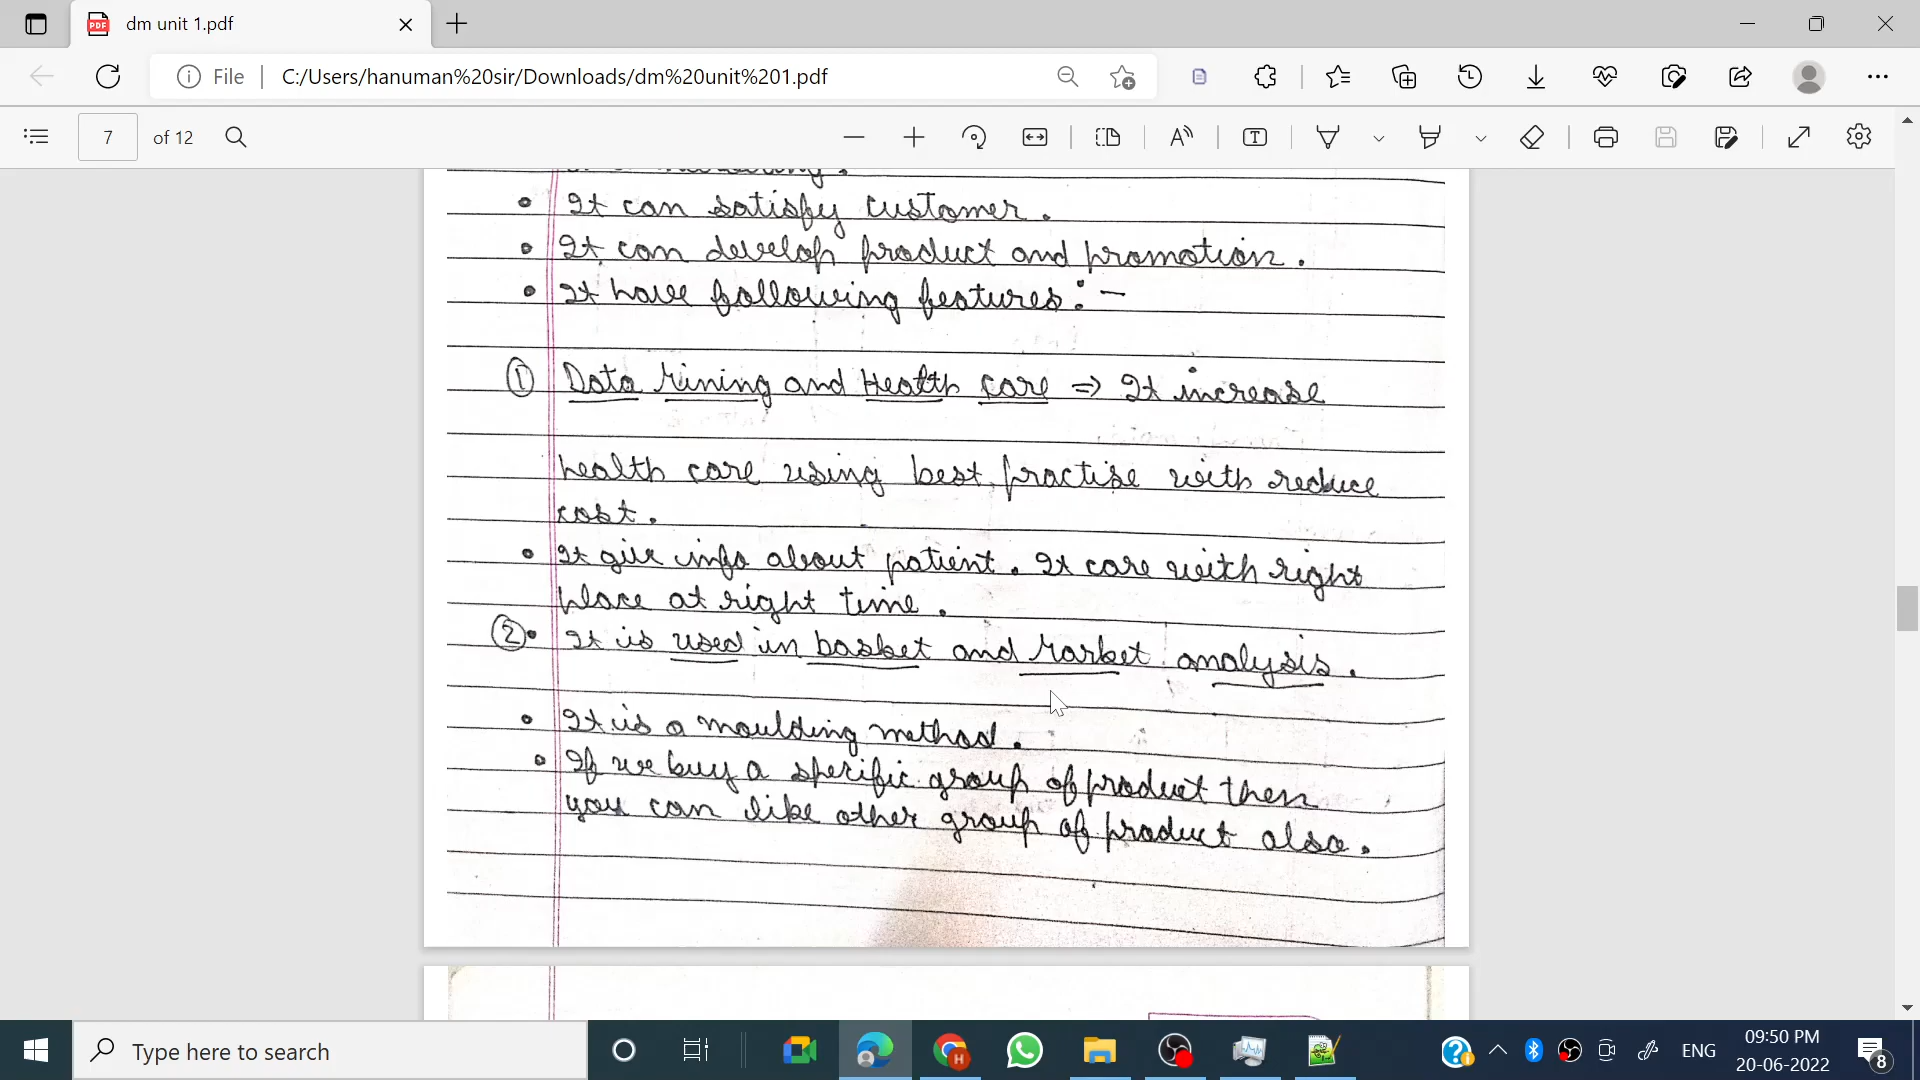 dm unit 1.pdf
File
C:/Users/hanuman%20sir/Downloads/dm%20unit%201.pdf
7 of 12
• It can satisfy customer.
• It can develop product and promotion.
• It have following features:-
① Data Mining and Health Care => It increase
health care using best practise with reduce
cost.
• It give info about patient. It care with right
place at right time.
②• It is used in basket and Market analysis.
• It is a moulding method.
• If we buy a specific group of product then
you can like other group of product also.
Type here to search
ENG
09:50 PM
20-06-2022
8